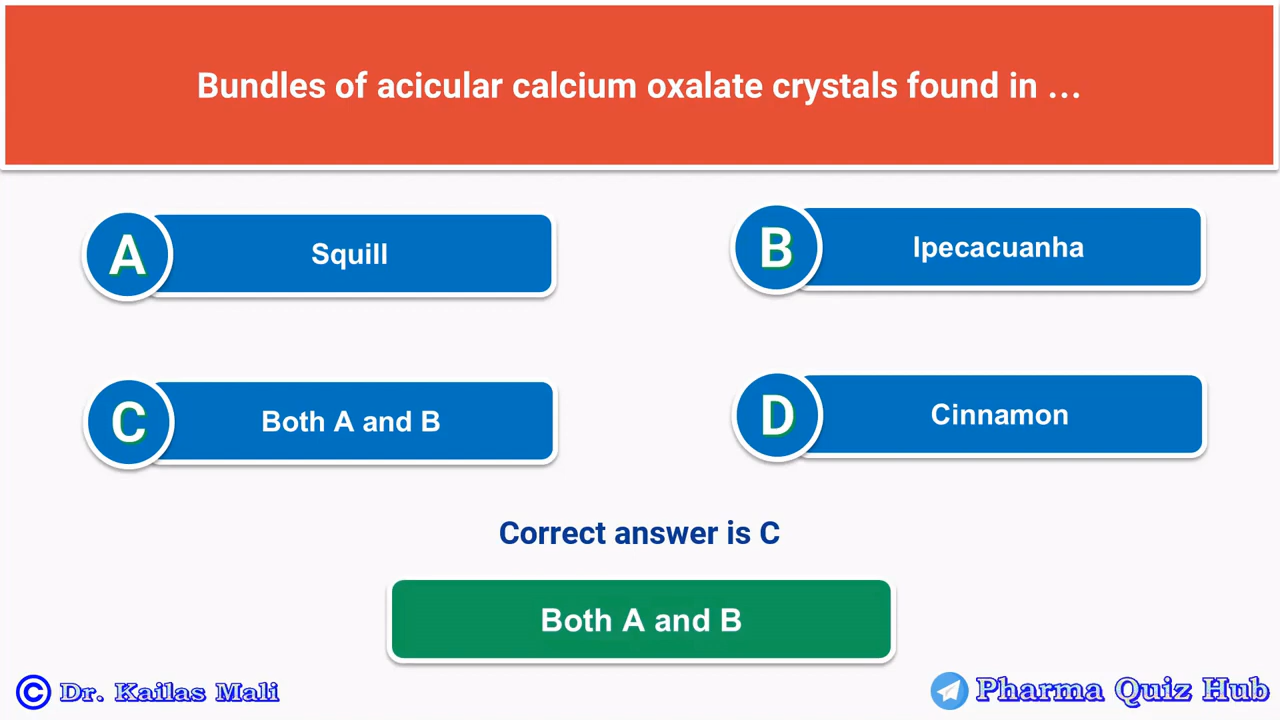 Bundles of acicular calcium oxalate crystals found in ...
A Squill
B Ipecacuanha
C Both A and B
D Cinnamon
Correct answer is C
Both A and B
© Dr. Kailas Mali
Pharma Quiz Hub